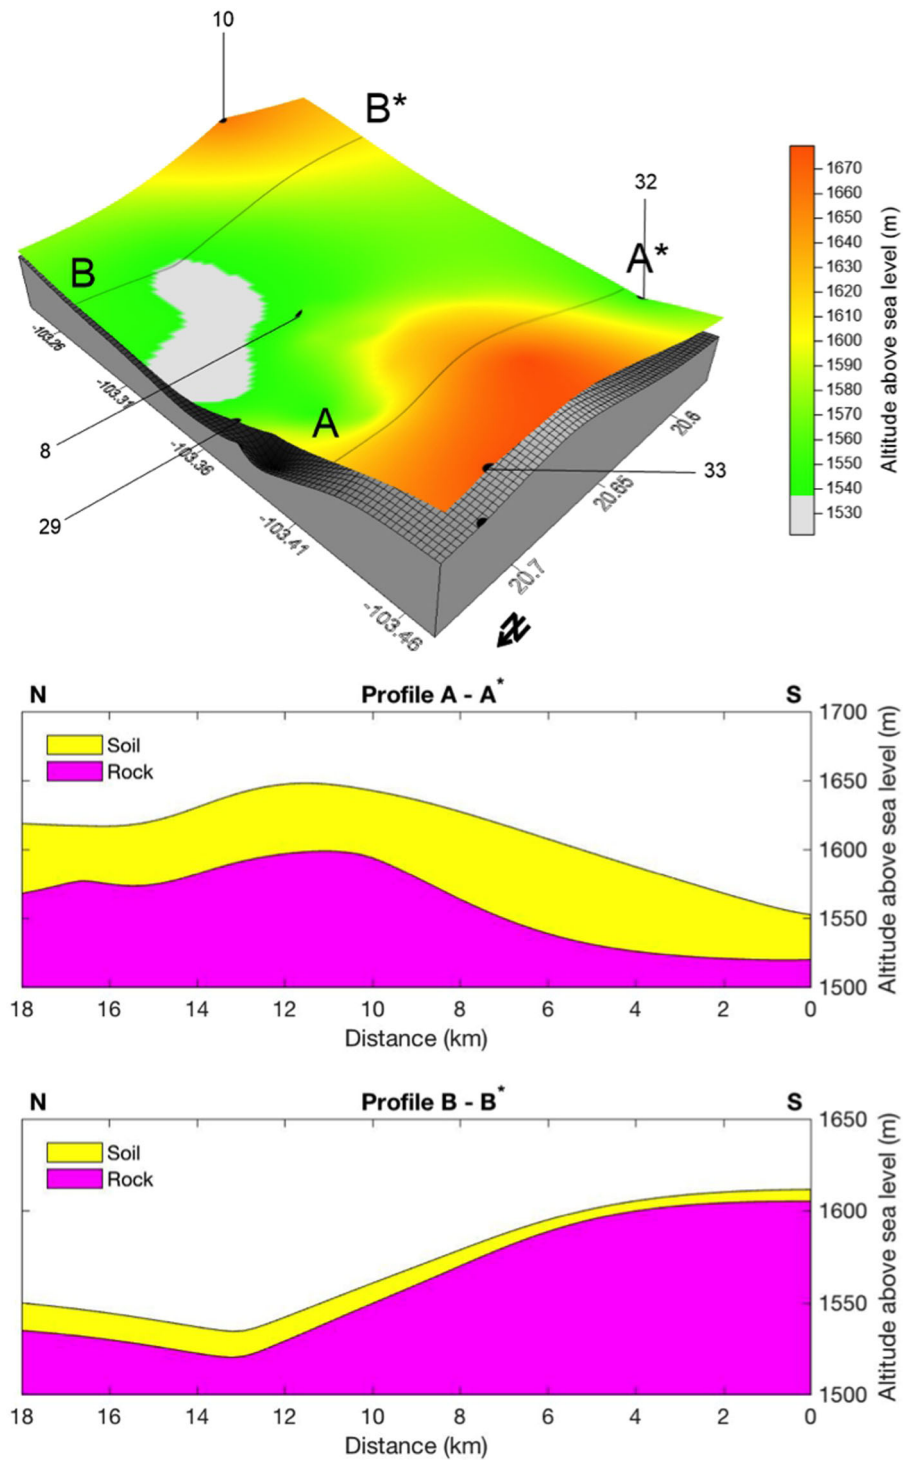 10
B*
32
A*
B
A
8
29
33
-103.26
-103.31
-103.36
-103.41
-103.46
20.6
20.65
20.7
N
1670
1660
1650
1640
1630
1620
1610
1600
1590
1580
1570
1560
1550
1540
1530
Altitude above sea level (m)
N Profile A - A* S
Soil
Rock
1700
1650
1600
1550
1500
Altitude above sea level (m)
18 16 14 12 10 8 6 4 2 0
Distance (km)
N Profile B - B* S
Soil
Rock
1650
1600
1550
1500
Altitude above sea level (m)
18 16 14 12 10 8 6 4 2 0
Distance (km)